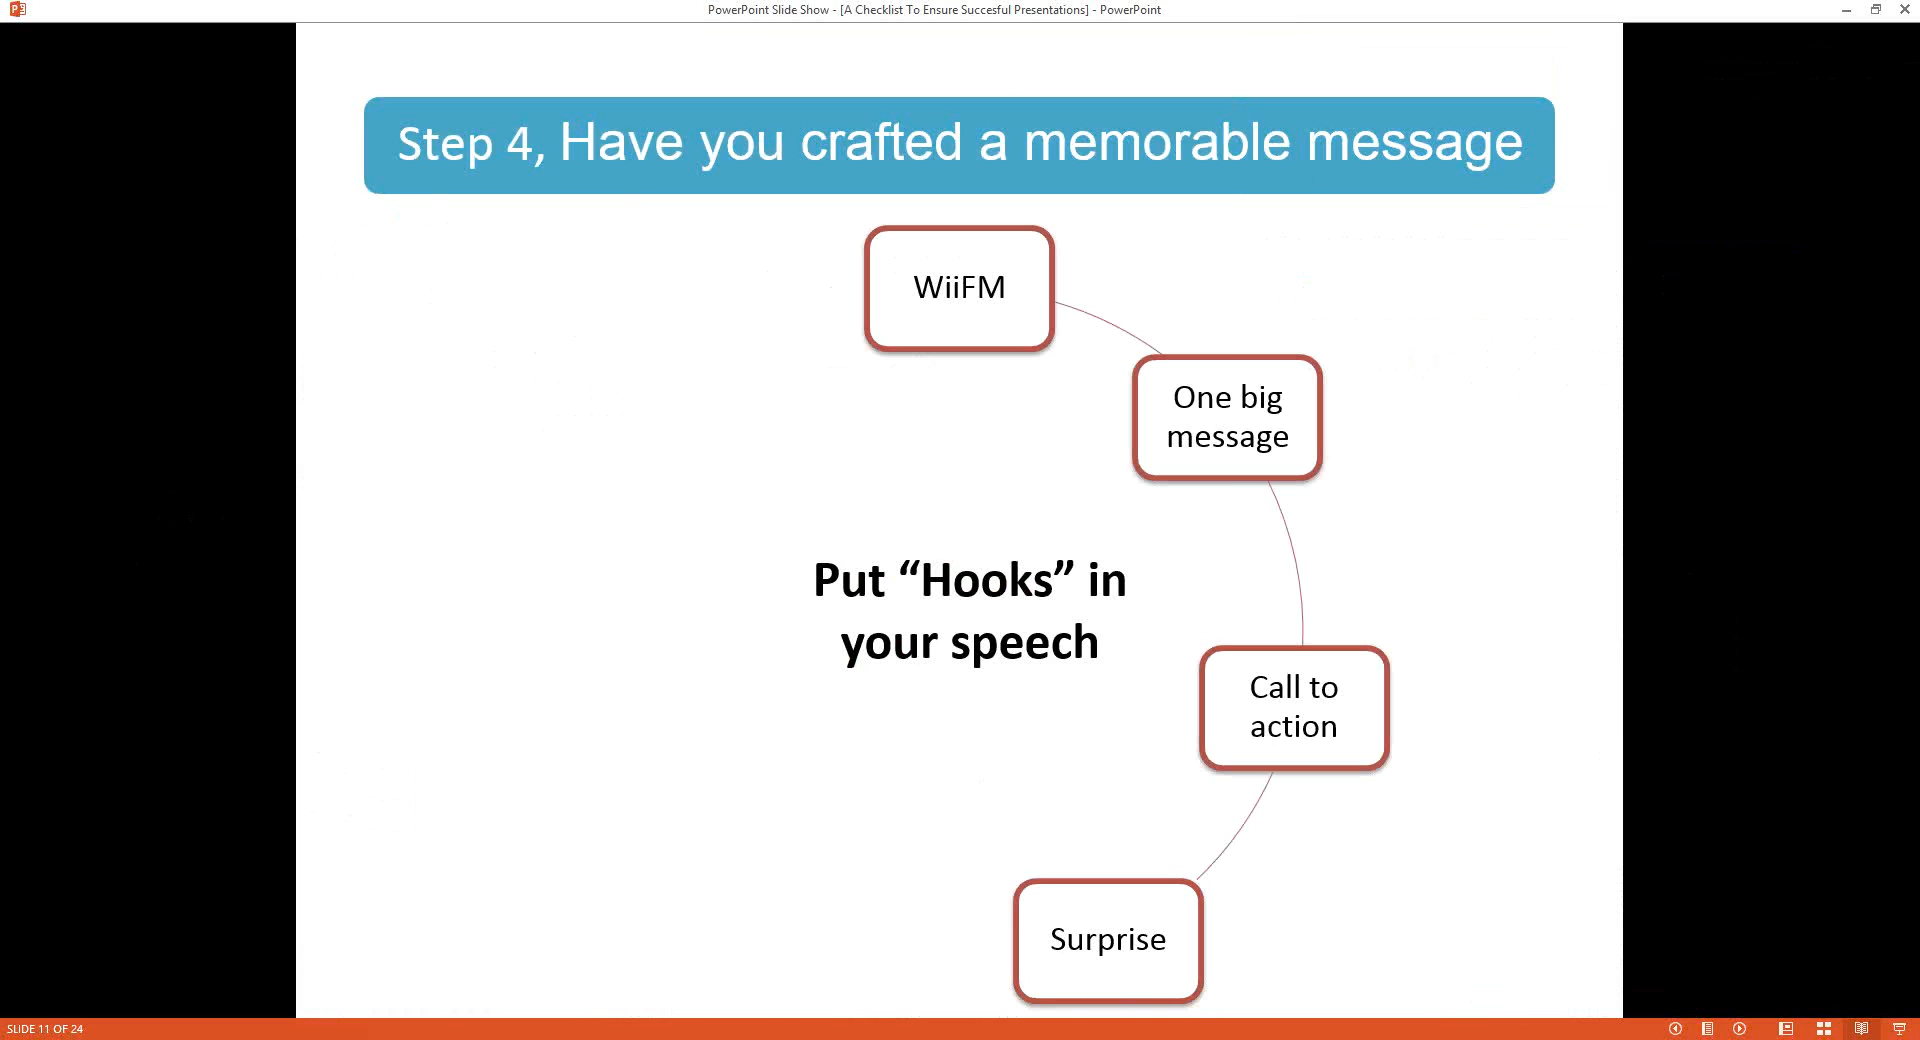 PowerPoint Slide Show - [A Checklist To Ensure Succesful Presentations] - PowerPoint
Step 4, Have you crafted a memorable message
WiiFM
One big
message
Put “Hooks” in
your speech
Call to
action
Surprise
SLIDE 11 OF 24